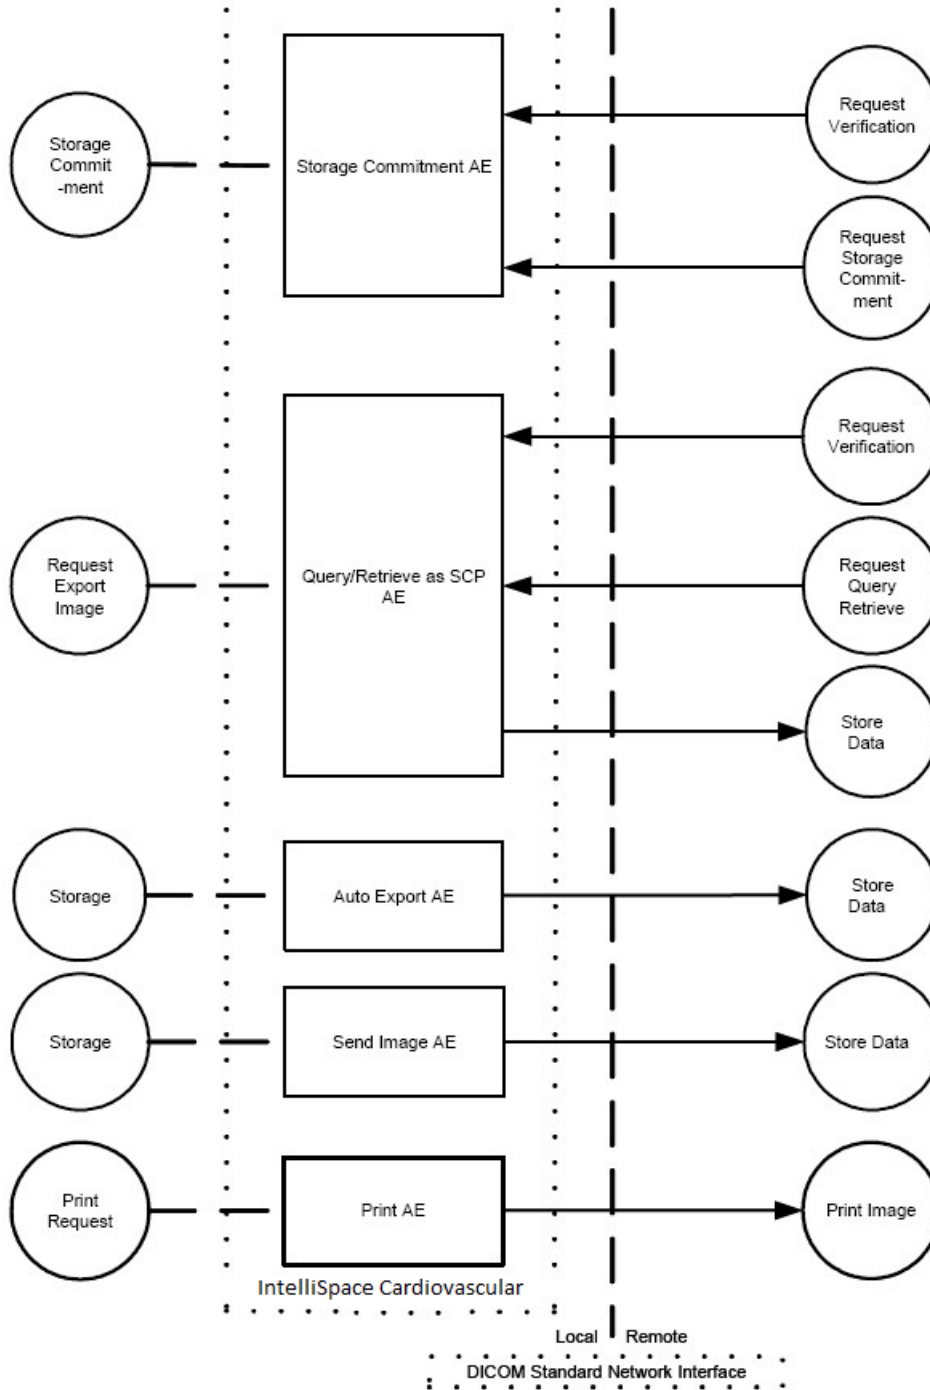 Request
Verification
Storage
Commit
-ment
Storage Commitment AE
Request
Storage
Commit-
ment
Request
Verification
Request
Export
Image
Query/Retrieve as SCP
AE
Request
Query
Retrieve
Store
Data
Storage
Auto Export AE
Store
Data
Storage
Send Image AE
Store Data
Print
Request
Print AE
Print Image
IntelliSpace Cardiovascular
Local
Remote
DICOM Standard Network Interface